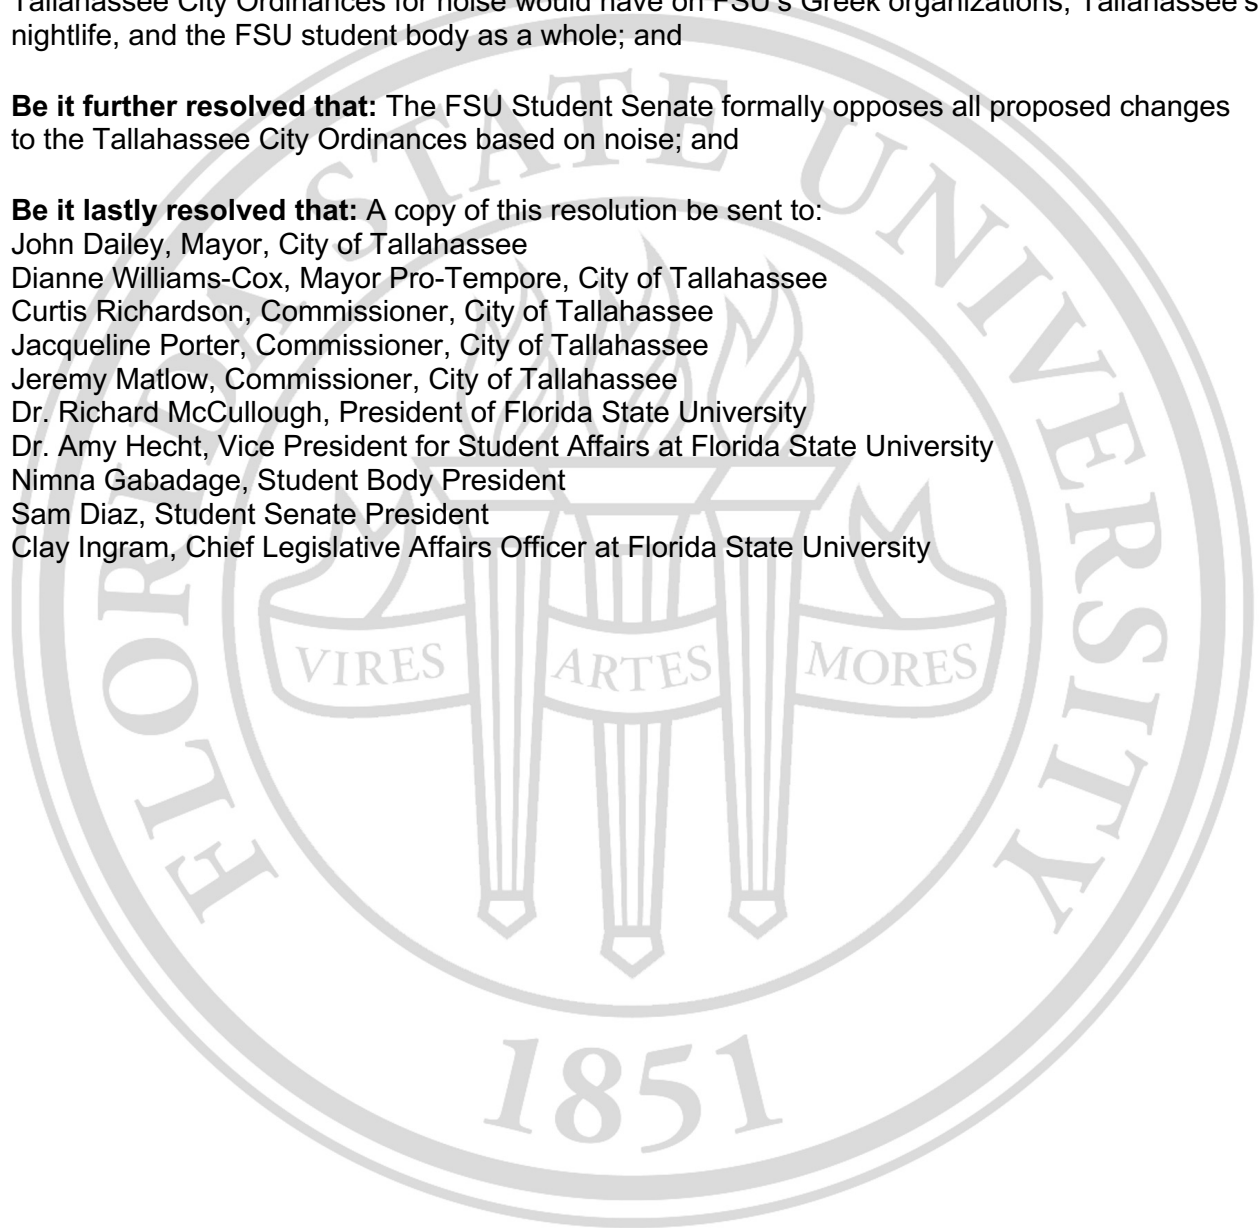 Tallahassee City Ordinances for noise would have on FSU's Greek organizations, Tallahassee's
nightlife, and the FSU student body as a whole; and
Be it further resolved that: The FSU Student Senate formally opposes all proposed changes
to the Tallahassee City Ordinances based on noise; and
Be it lastly resolved that: A copy of this resolution be sent to:
John Dailey, Mayor, City of Tallahassee
Dianne Williams-Cox, Mayor Pro-Tempore, City of Tallahassee
Curtis Richardson, Commissioner, City of Tallahassee
Jacqueline Porter, Commissioner, City of Tallahassee
Jeremy Matlow, Commissioner, City of Tallahassee
Dr. Richard McCullough, President of Florida State University
Dr. Amy Hecht, Vice President for Student Affairs at Florida State University
Nimna Gabadage, Student Body President
Sam Diaz, Student Senate President
Clay Ingram, Chief Legislative Affairs Officer at Florida State University
FLORIDA STATE UNIVERSITY
VIRES ARTES MORES
1851